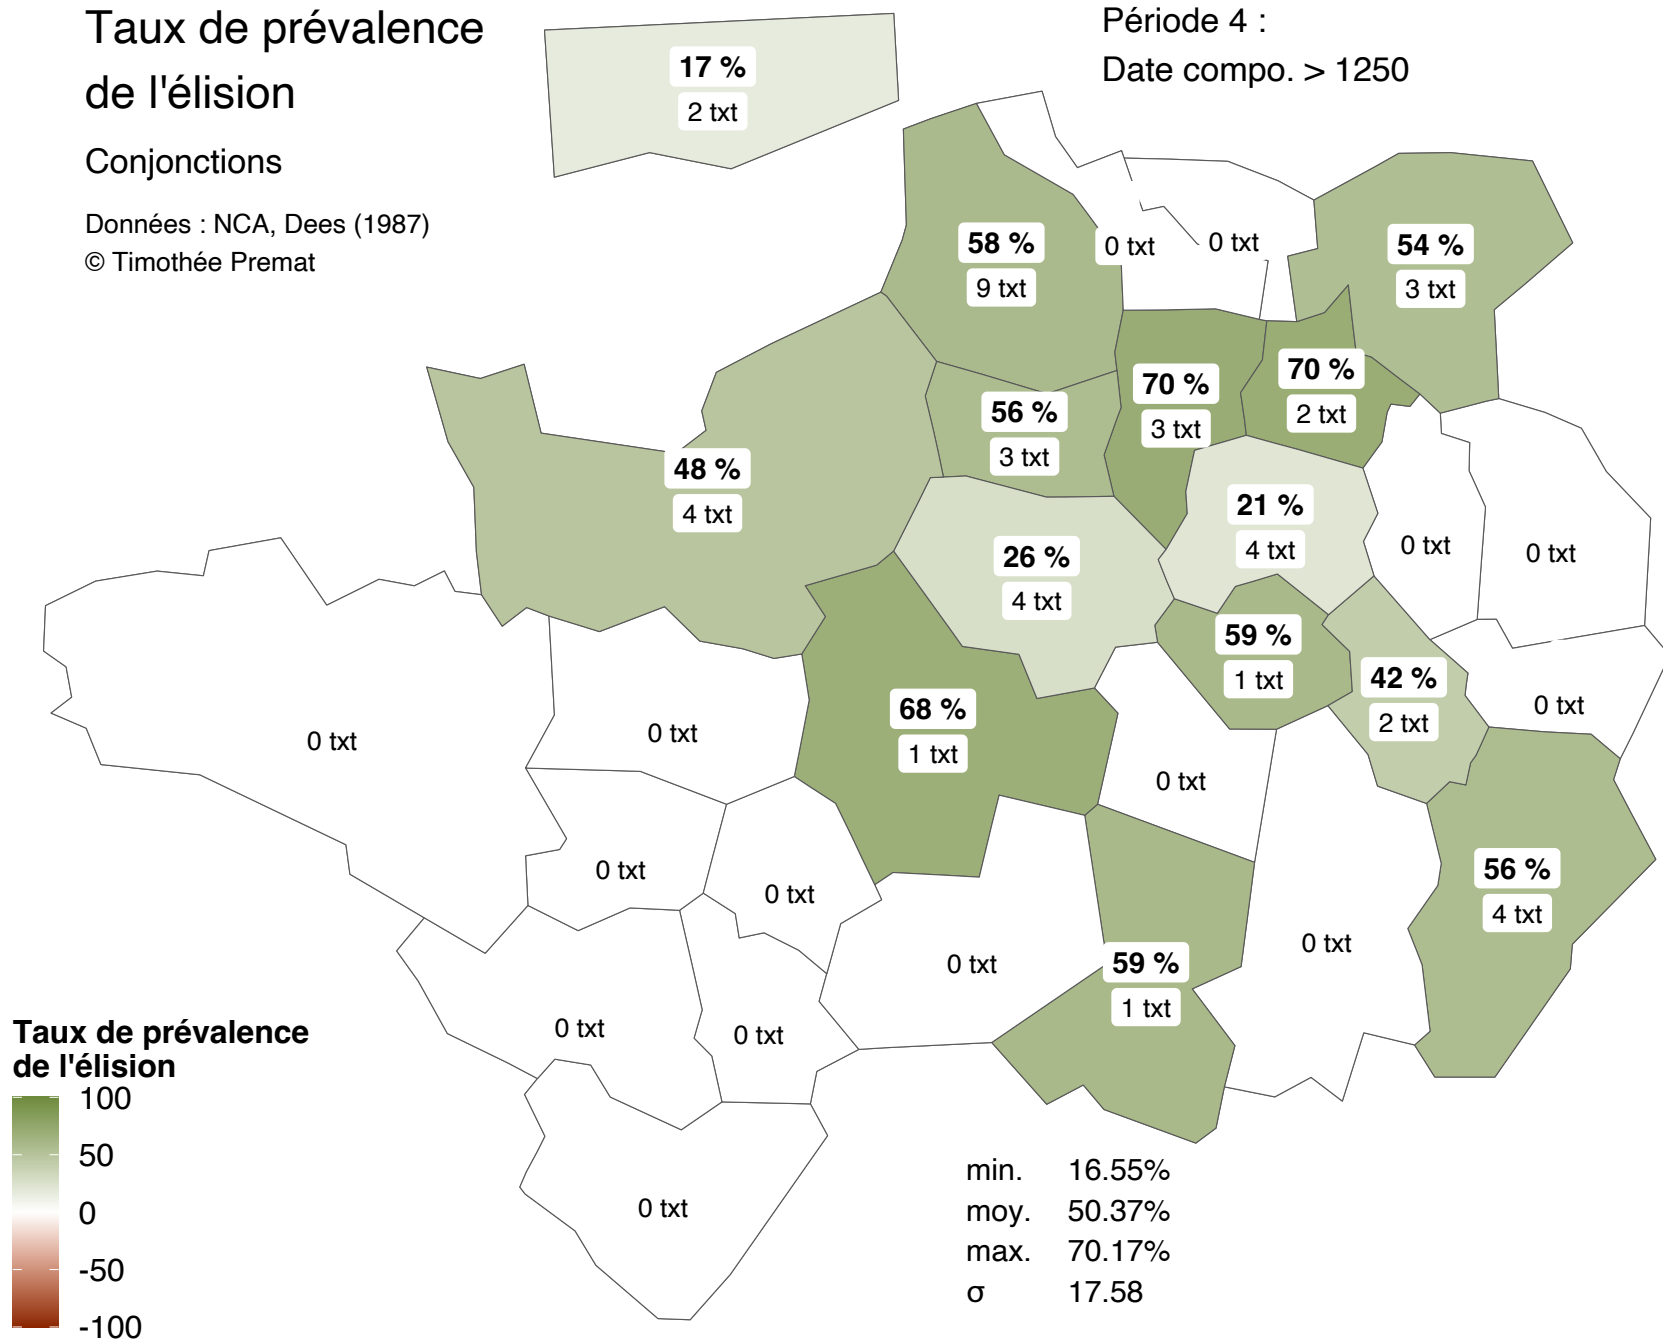 Taux de prévalence
de l'élision
Conjonctions
Données : NCA, Dees (1987)
© Timothée Premat
Période 4 :
Date compo. > 1250
17 %
2 txt
58 %
9 txt
0 txt
0 txt
54 %
3 txt
70 %
3 txt
70 %
2 txt
56 %
3 txt
48 %
4 txt
21 %
4 txt
26 %
4 txt
0 txt
0 txt
59 %
1 txt
42 %
2 txt
0 txt
68 %
1 txt
0 txt
0 txt
0 txt
0 txt
0 txt
56 %
4 txt
0 txt
59 %
1 txt
0 txt
0 txt
0 txt
0 txt
Taux de prévalence
de l'élision
100
50
0
-50
-100
min. 16.55%
moy. 50.37%
max. 70.17%
σ 17.58